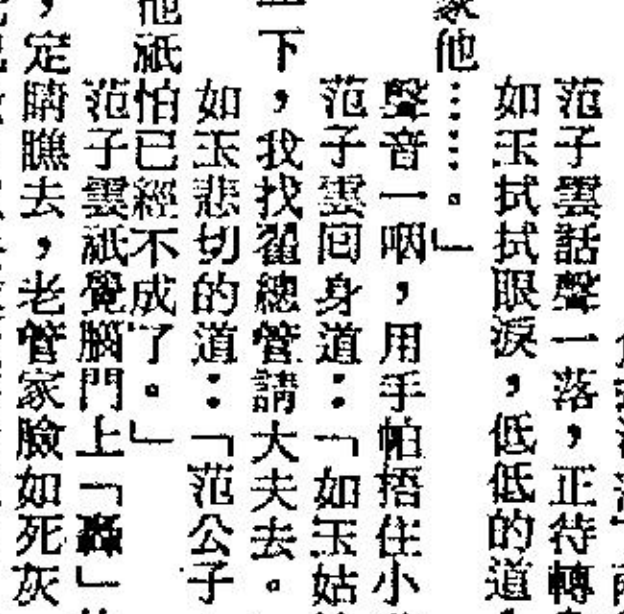 范子雲話聲一落，正待轉
如玉拭拭眼淚，低低的道
家他……。」
聲音一咽，用手帕捂住小
范子雲回身道：「如玉姑
下，我找翟總管請大夫去。
如玉悲切的道：「范公子
他祇怕已經不成了。」
范子雲祇覺腦門上「轟」
，定睛瞧去，老管家臉如死灰